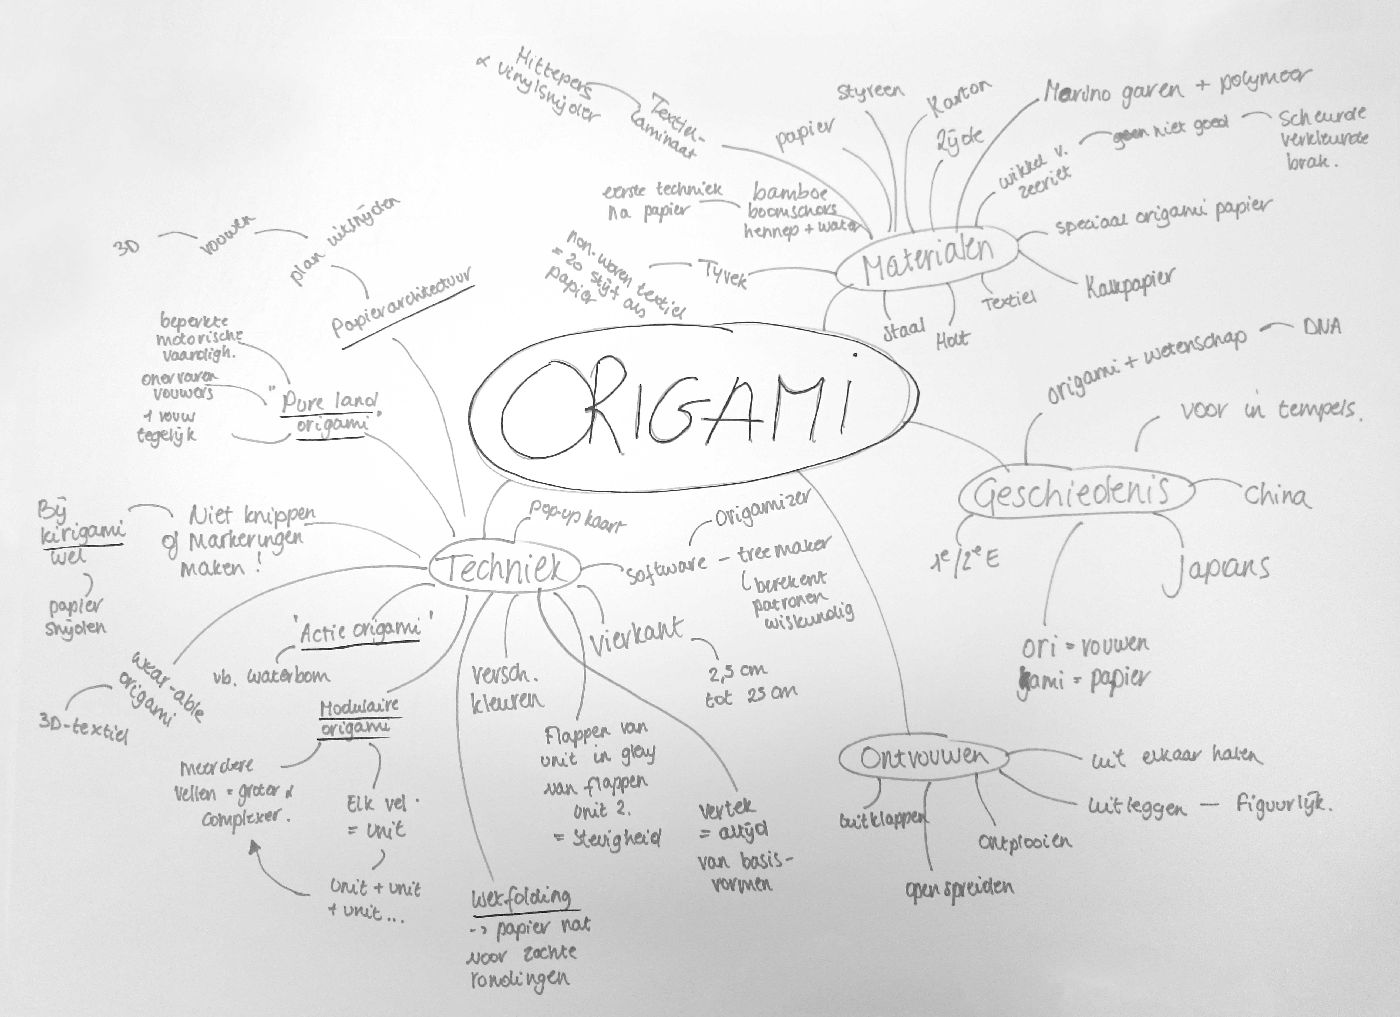 ORIGAMI
Materialen
Hittepers
& vinylsnijder
Textiel-
laminaat
papier
Styreen
Karton
Zijde
Merino garen + polymeer
wikkel v.
zeeriet
niet goed
Scheurde
verkleurde
brak.
eerste techniek
na papier
bamboe
boomschors
hennep + water
speciaal origami papier
Kalkpapier
Textiel
Holt
Staal
Tyvek
non-woven textiel
= 20 stijf als
papier
Geschiedenis
origami + wetenschap
DNA
voor in tempels.
China
Japans
1e/2e E
ori = vouwen
gami = papier
Ontvouwen
uit elkaar halen
uitleggen — Figuurlijk.
ontplooien
openspreiden
uitklappen
Techniek
3D
vouwen
plan uitsnijden
Papierarchitectuur
beperkte
motorische
vaardigh.
onervaren
vouwers
1 vouw
tegelijk
"Pure land
origami"
Bij
kirigami
wel
papier
snijden
Niet knippen
of Markeringen
maken!
wear-able
origami
3D-textiel
'Actie origami'
vb. waterbom
Modulaire
origami
Meerdere
vellen = groter &
complexer.
Elk vel
= unit
Unit + unit
+ unit...
Wetfolding
-> papier nat
voor zachte
rondingen
versch.
kleuren
Flappen van
unit in gleuf
van flappen
unit 2.
= Stevigheid
Vertek
= altijd
van basis-
vormen
Vierkant
2,5 cm
tot 25 cm
Software — treemaker
Origamizer
berekent
patronen
wiskundig
Pop-up kaart